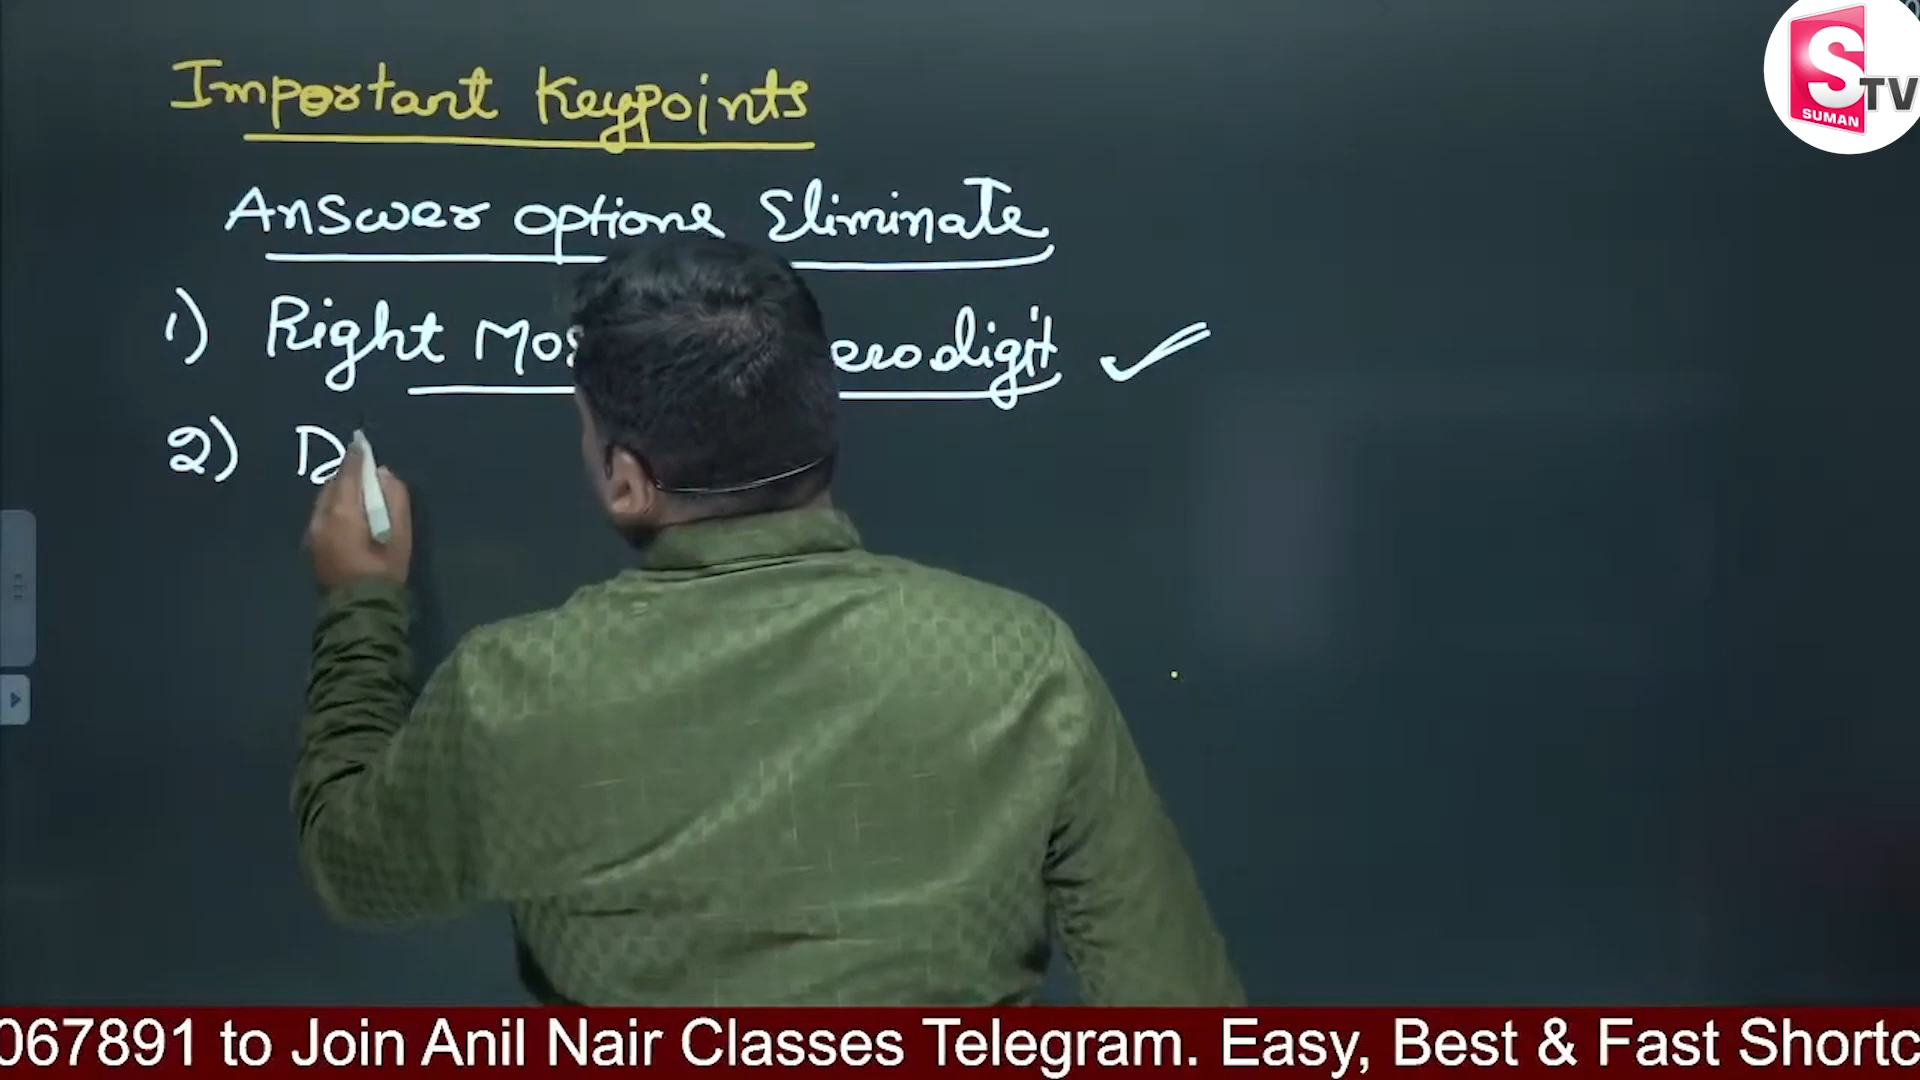 STV
SUMAN
Important Keypoints
Answer options Eliminate
1) Right Mos erodigit
2) D
067891 to Join Anil Nair Classes Telegram. Easy, Best & Fast Shortc